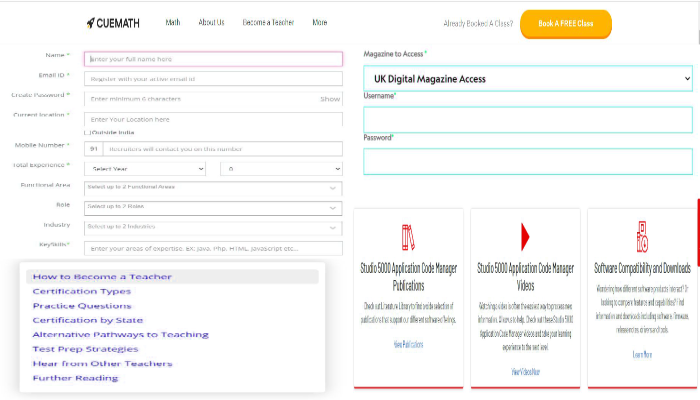 CUEMATH
Math About Us Become a Teacher More
Already Booked A Class?
Book A FREE Class
Name *
Enter your full name here
Email ID *
Register with your active email id
Create Password *
Enter minimum 6 characters Show
Current location *
Enter Your Location here
Outside India
Mobile Number *
91 Recruiters will contact you on this number
Total Experience *
Select Year 0
Functional Area
Select up to 2 Functional Areas
Role
Select up to 2 Roles
Industry
Select up to 2 Industries
KeySkills*
Enter your areas of expertise, EX: Java, Php, HTML, JavaScript etc...
How to Become a Teacher
Certification Types
Practice Questions
Certification by State
Alternative Pathways to Teaching
Test Prep Strategies
Hear from Other Teachers
Further Reading
Magazine to Access *
UK Digital Magazine Access
Username*
Password*
Studio 5000 Application Code Manager
Publications
Check out Literature Library to find a wide selection of
publications that support our different software offerings.
View Publications
Studio 5000 Application Code Manager
Videos
Watching a video is often the easiest way to process new
information. Allow us to help. Check out these Studio 5000
Application Code Manager videos and take your learning
experience to the next level.
View Videos Now
Software Compatibility and Downloads
Wondering how different software products interact? Or
looking to compare features and capabilities? Find
information and downloads including software, firmware,
release notes, drivers and tools.
Learn More